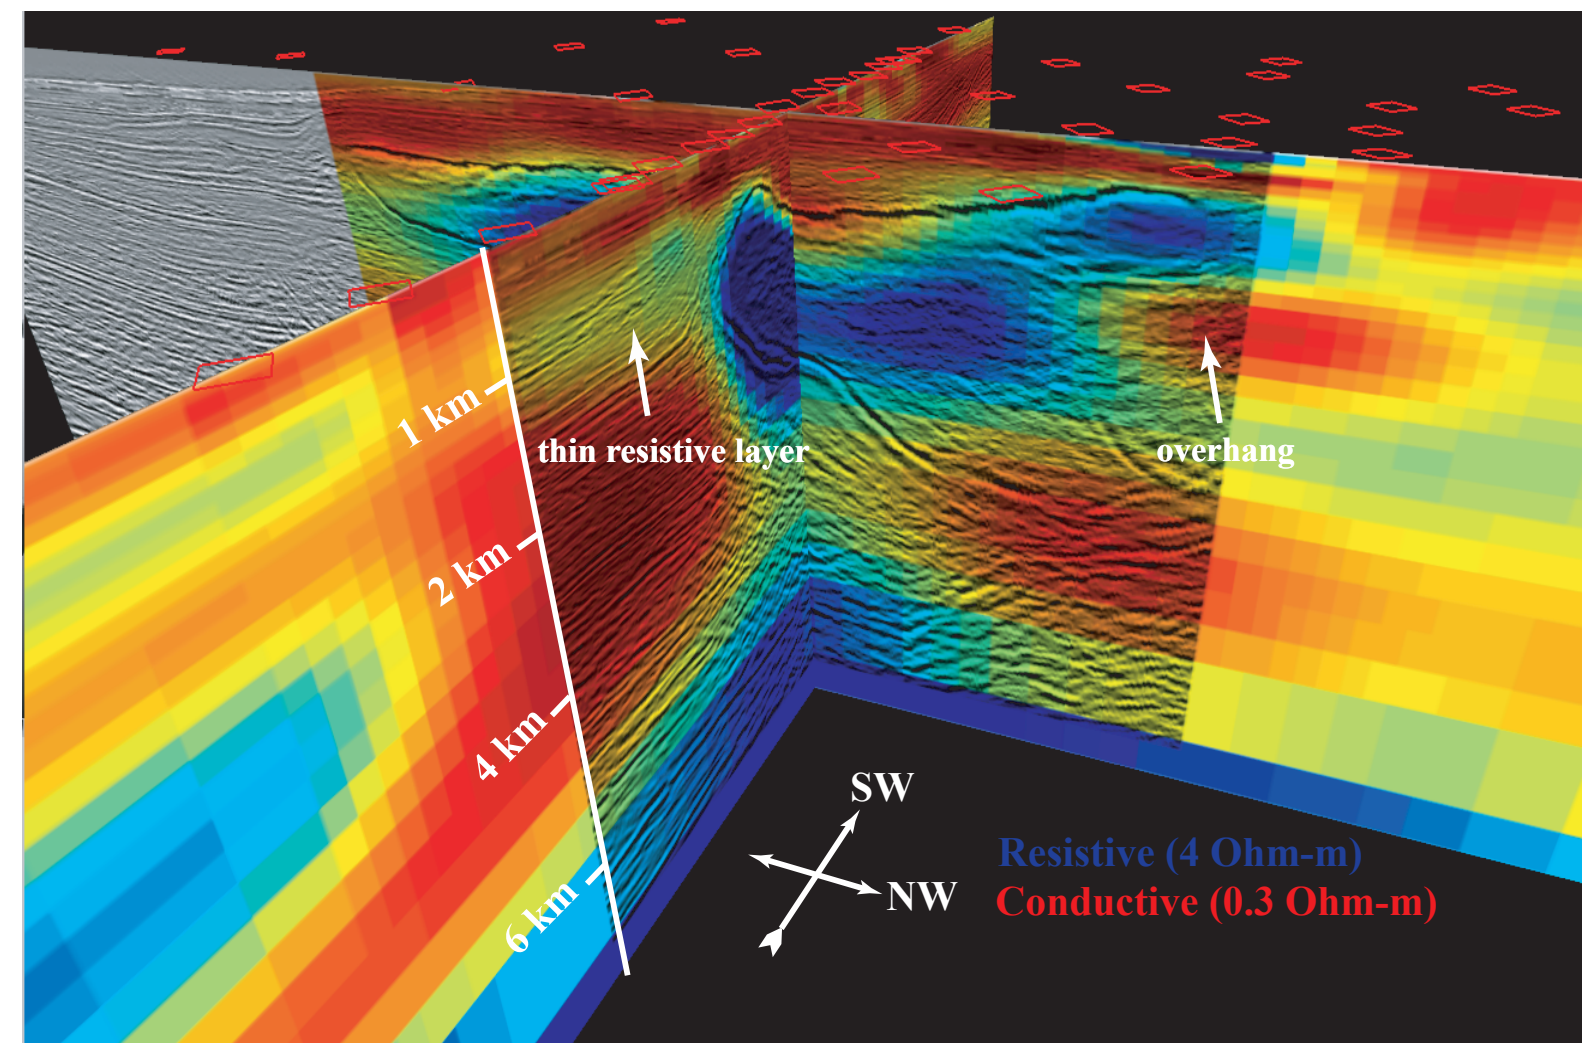 1 km
thin resistive layer
overhang
2 km
4 km
SW
Resistive (4 Ohm-m)
NW
Conductive (0.3 Ohm-m)
6 km